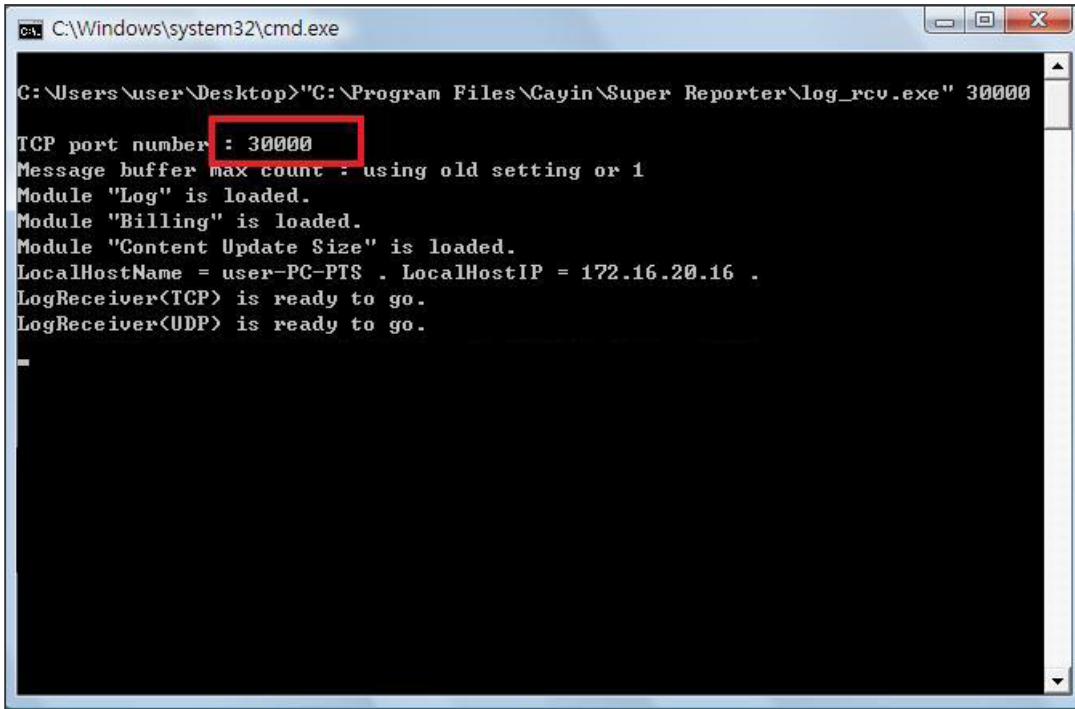 C:\Windows\system32\cmd.exe
C:\Users\user\Desktop>"C:\Program Files\Cayin\Super Reporter\log_rcv.exe" 30000
TCP port number : 30000
Message buffer max count : using old setting or 1
Module "Log" is loaded.
Module "Billing" is loaded.
Module "Content Update Size" is loaded.
LocalHostName = user-PC-PTS . LocalHostIP = 172.16.20.16 .
LogReceiver(TCP) is ready to go.
LogReceiver(UDP) is ready to go.